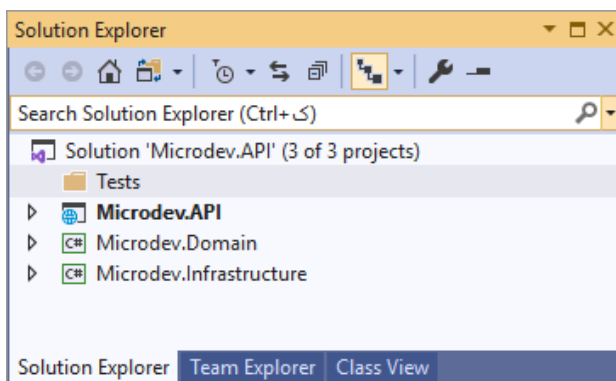 Solution Explorer
Search Solution Explorer (Ctrl+ک)
Solution 'Microdev.API' (3 of 3 projects)
Tests
Microdev.API
C# Microdev.Domain
C# Microdev.Infrastructure
Solution Explorer Team Explorer Class View